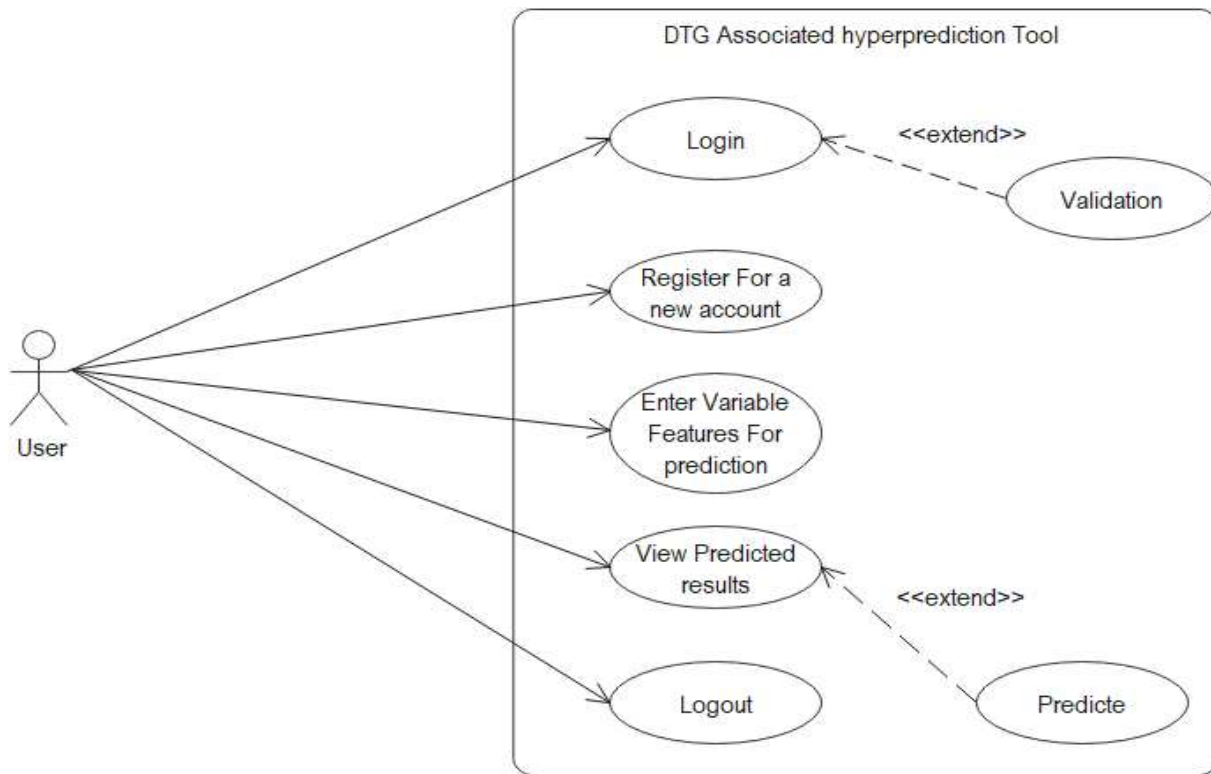 DTG Associated hyperprediction Tool
Login
<<extend>>
Validation
Register For a
new account
User
Enter Variable
Features For
prediction
View Predicted
results
<<extend>>
Logout
Predicte